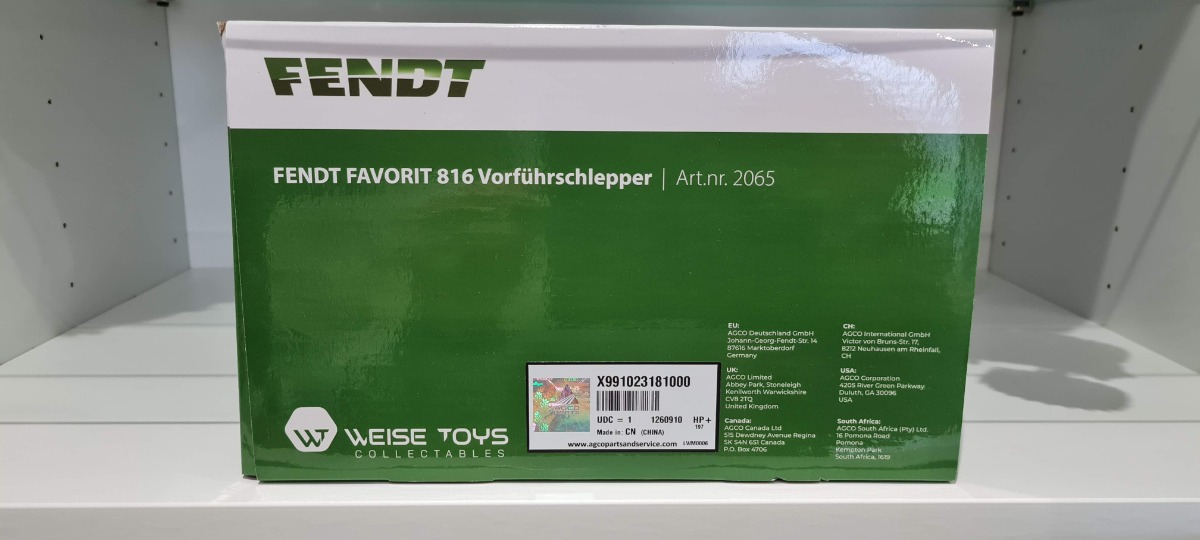 FENDT
FENDT FAVORIT 816 Vorführschlepper | Art.nr. 2065
EU:
AGCO Deutschland GmbH
Johann-Georg-Fendt-Str. 14
87616 Marktoberdorf
Germany
UK:
AGCO Limited
Abbey Park, Stoneleigh
Kenilworth Warwickshire
CV8 2TQ
United Kingdom
Canada:
AGCO Canada Ltd
515 Dewdney Avenue Regina
SK S4N 6S1 Canada
P.O. Box 4706
CH:
AGCO International GmbH
Victor von Bruns-Str. 17,
8212 Neuhausen am Rheinfall,
CH
USA:
AGCO Corporation
4205 River Green Parkway
Duluth, GA 30096
USA
South Africa:
AGCO South Africa (Pty) Ltd.
16 Pomona Road
Pomona
Kempton Park
South Africa, 1619
X991023181000
UDC = 1 1260910 HP+
197
Made in: CN (CHINA)
www.agcopartsandservice.com
WT WEISE TOYS
COLLECTABLES